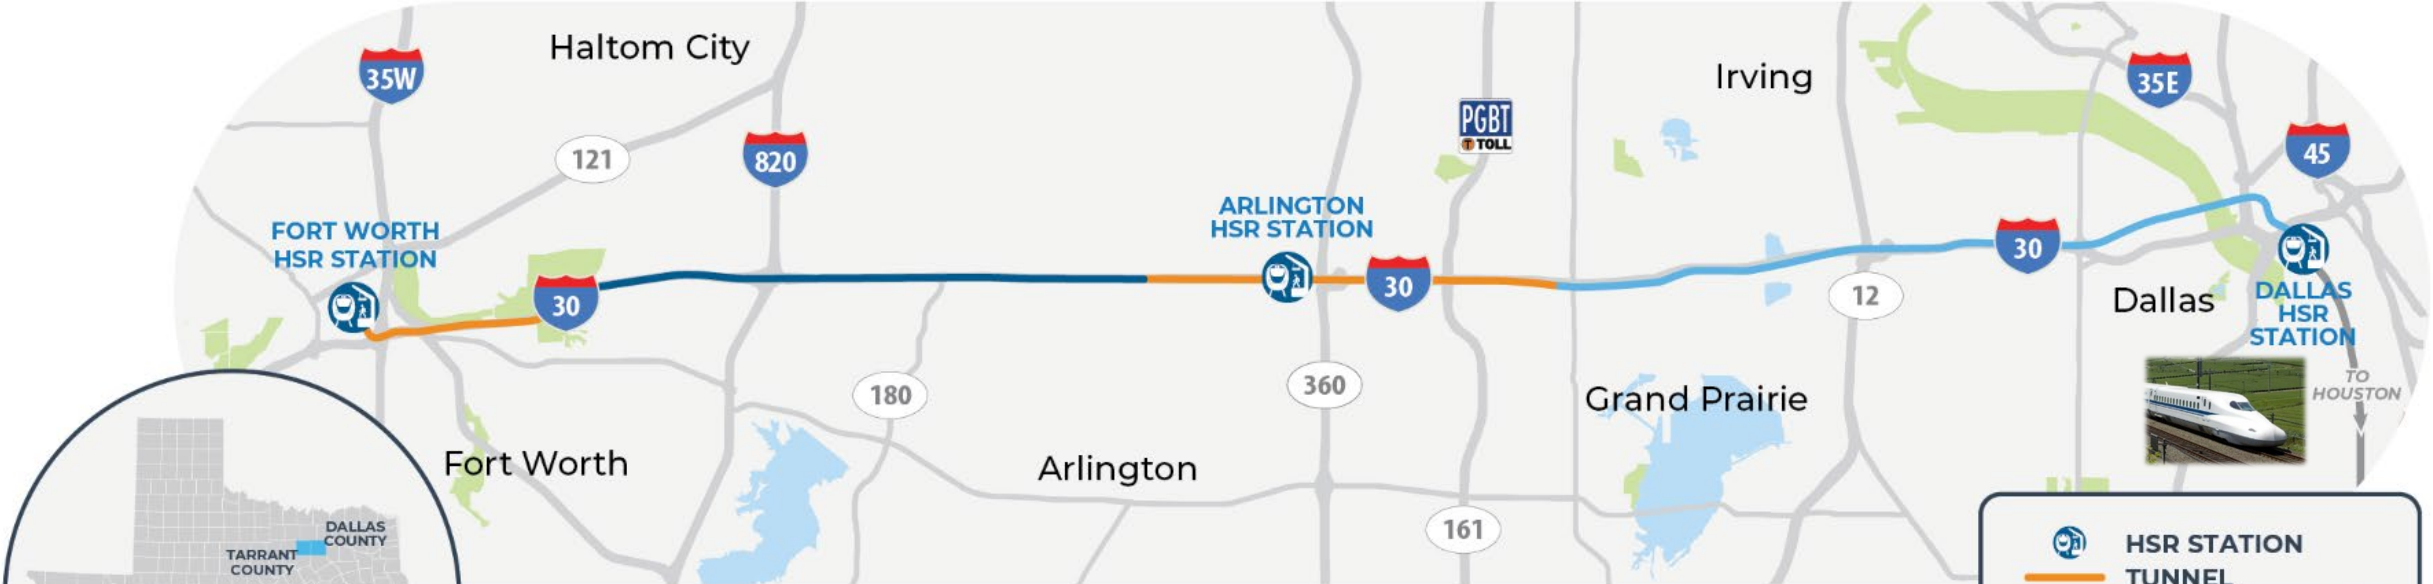 Haltom City
35W
Irving
35E
PGBT
TOLL
45
121
820
FORT WORTH
HSR STATION
ARLINGTON
HSR STATION
30
30
30
12
Dallas
DALLAS
HSR
STATION
180
360
Grand Prairie
TO
HOUSTON
Fort Worth
Arlington
161
DALLAS
COUNTY
TARRANT
COUNTY
HSR STATION
TUNNEL